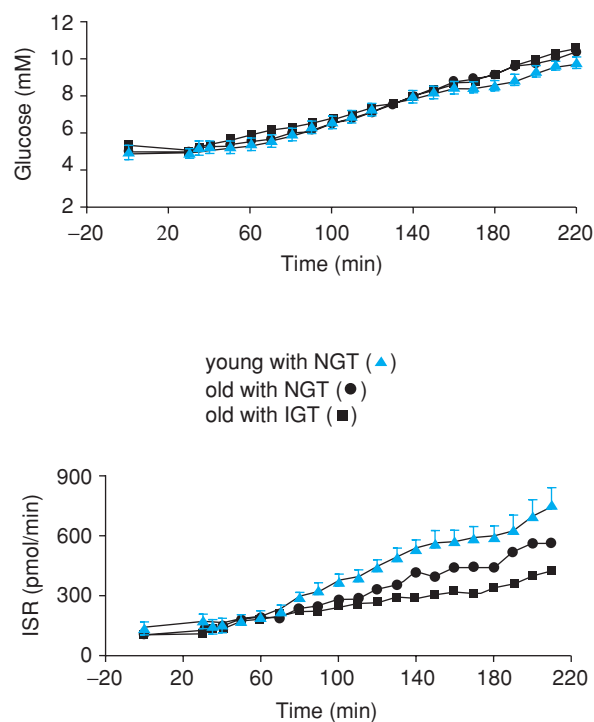 12
10
8
6
4
2
Glucose (mM)
–20 20 60 100 140 180 220
Time (min)
young with NGT (▲)
old with NGT (●)
old with IGT (■)
900
600
300
0
ISR (pmol/min)
–20 20 60 100 140 180 220
Time (min)